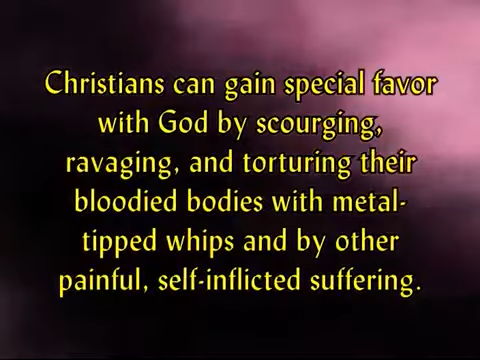 Christians can gain special favor
with God by scourging,
ravaging, and torturing their
bloodied bodies with metal-
tipped whips and by other
painful, self-inflicted suffering.